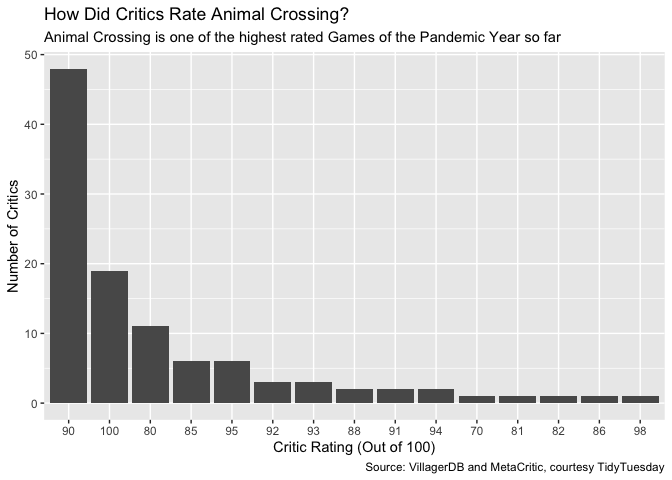 How Did Critics Rate Animal Crossing?
Animal Crossing is one of the highest rated Games of the Pandemic Year so far
50
40
30
20
10
0
Number of Critics
90 100 80 85 95 92 93 88 91 94 70 81 82 86 98
Critic Rating (Out of 100)
Source: VillagerDB and MetaCritic, courtesy TidyTuesday